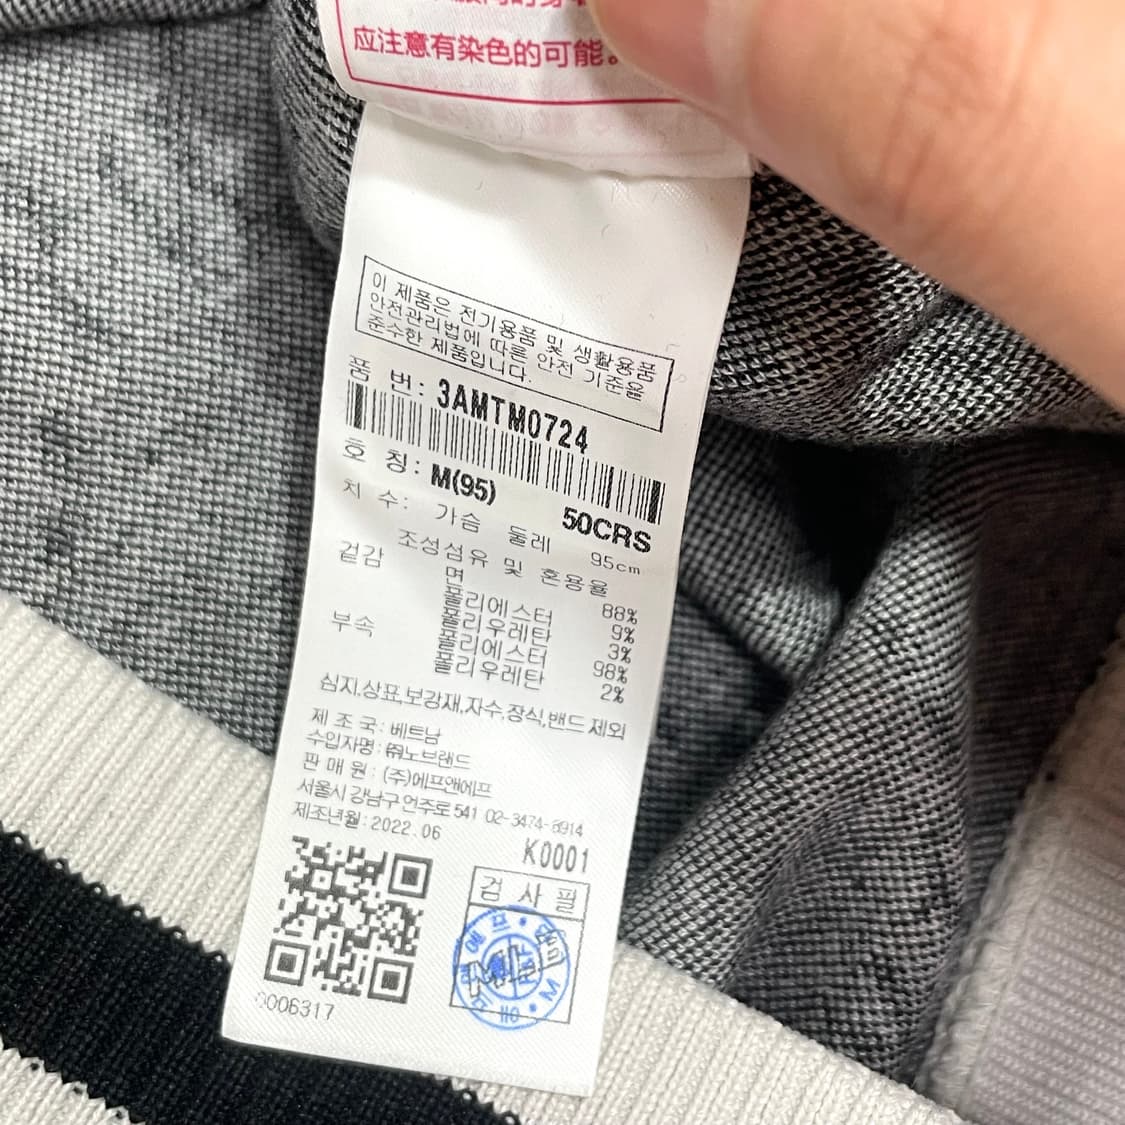 应注意有染色的可能。
이 제품은 전기용품 및 생활용품
안전관리법에 따른 안전 기준을
준수한 제품입니다.
품 번: 3AMTM0724
호 칭: M(95)
50CRS
치 수: 가슴 둘레 95cm
조성섬유 및 혼용율
겉감 면 88%
폴리에스터 9%
폴리우레탄 3%
부속 폴리에스터 98%
폴리우레탄 2%
심지,상표,보강재,자수,장식,밴드 제외
제 조 국: 베트남
수입자명: ㈜노브랜드
판 매 원: (주)에프앤에프
서울시 강남구 언주로 541 02-3474-8914
제조년월: 2022.06
K0001
검 사 필
0006317